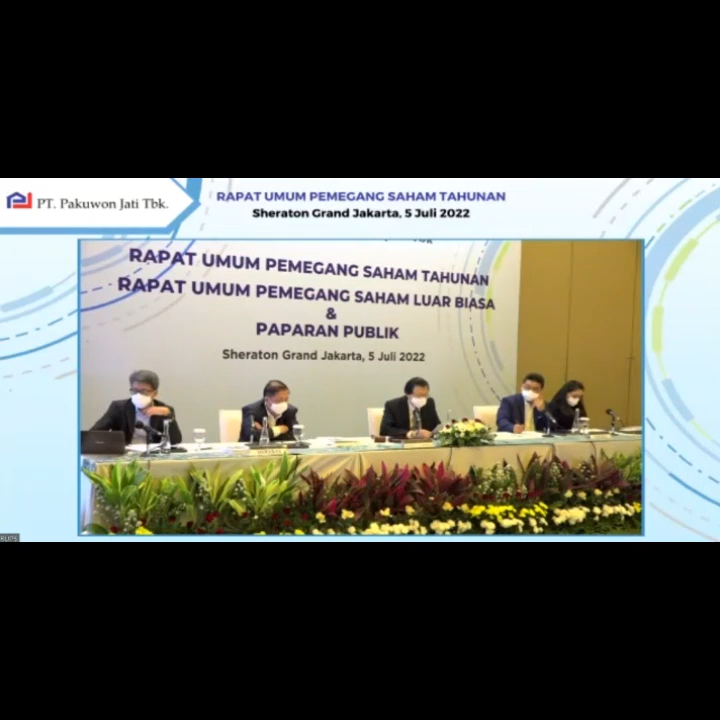 PT. Pakuwon Jati Tbk.
RAPAT UMUM PEMEGANG SAHAM TAHUNAN
Sheraton Grand Jakarta, 5 Juli 2022
RAPAT UMUM PEMEGANG SAHAM TAHUNAN
RAPAT UMUM PEMEGANG SAHAM LUAR BIASA
&
PAPARAN PUBLIK
Sheraton Grand Jakarta, 5 Juli 2022
RUPS